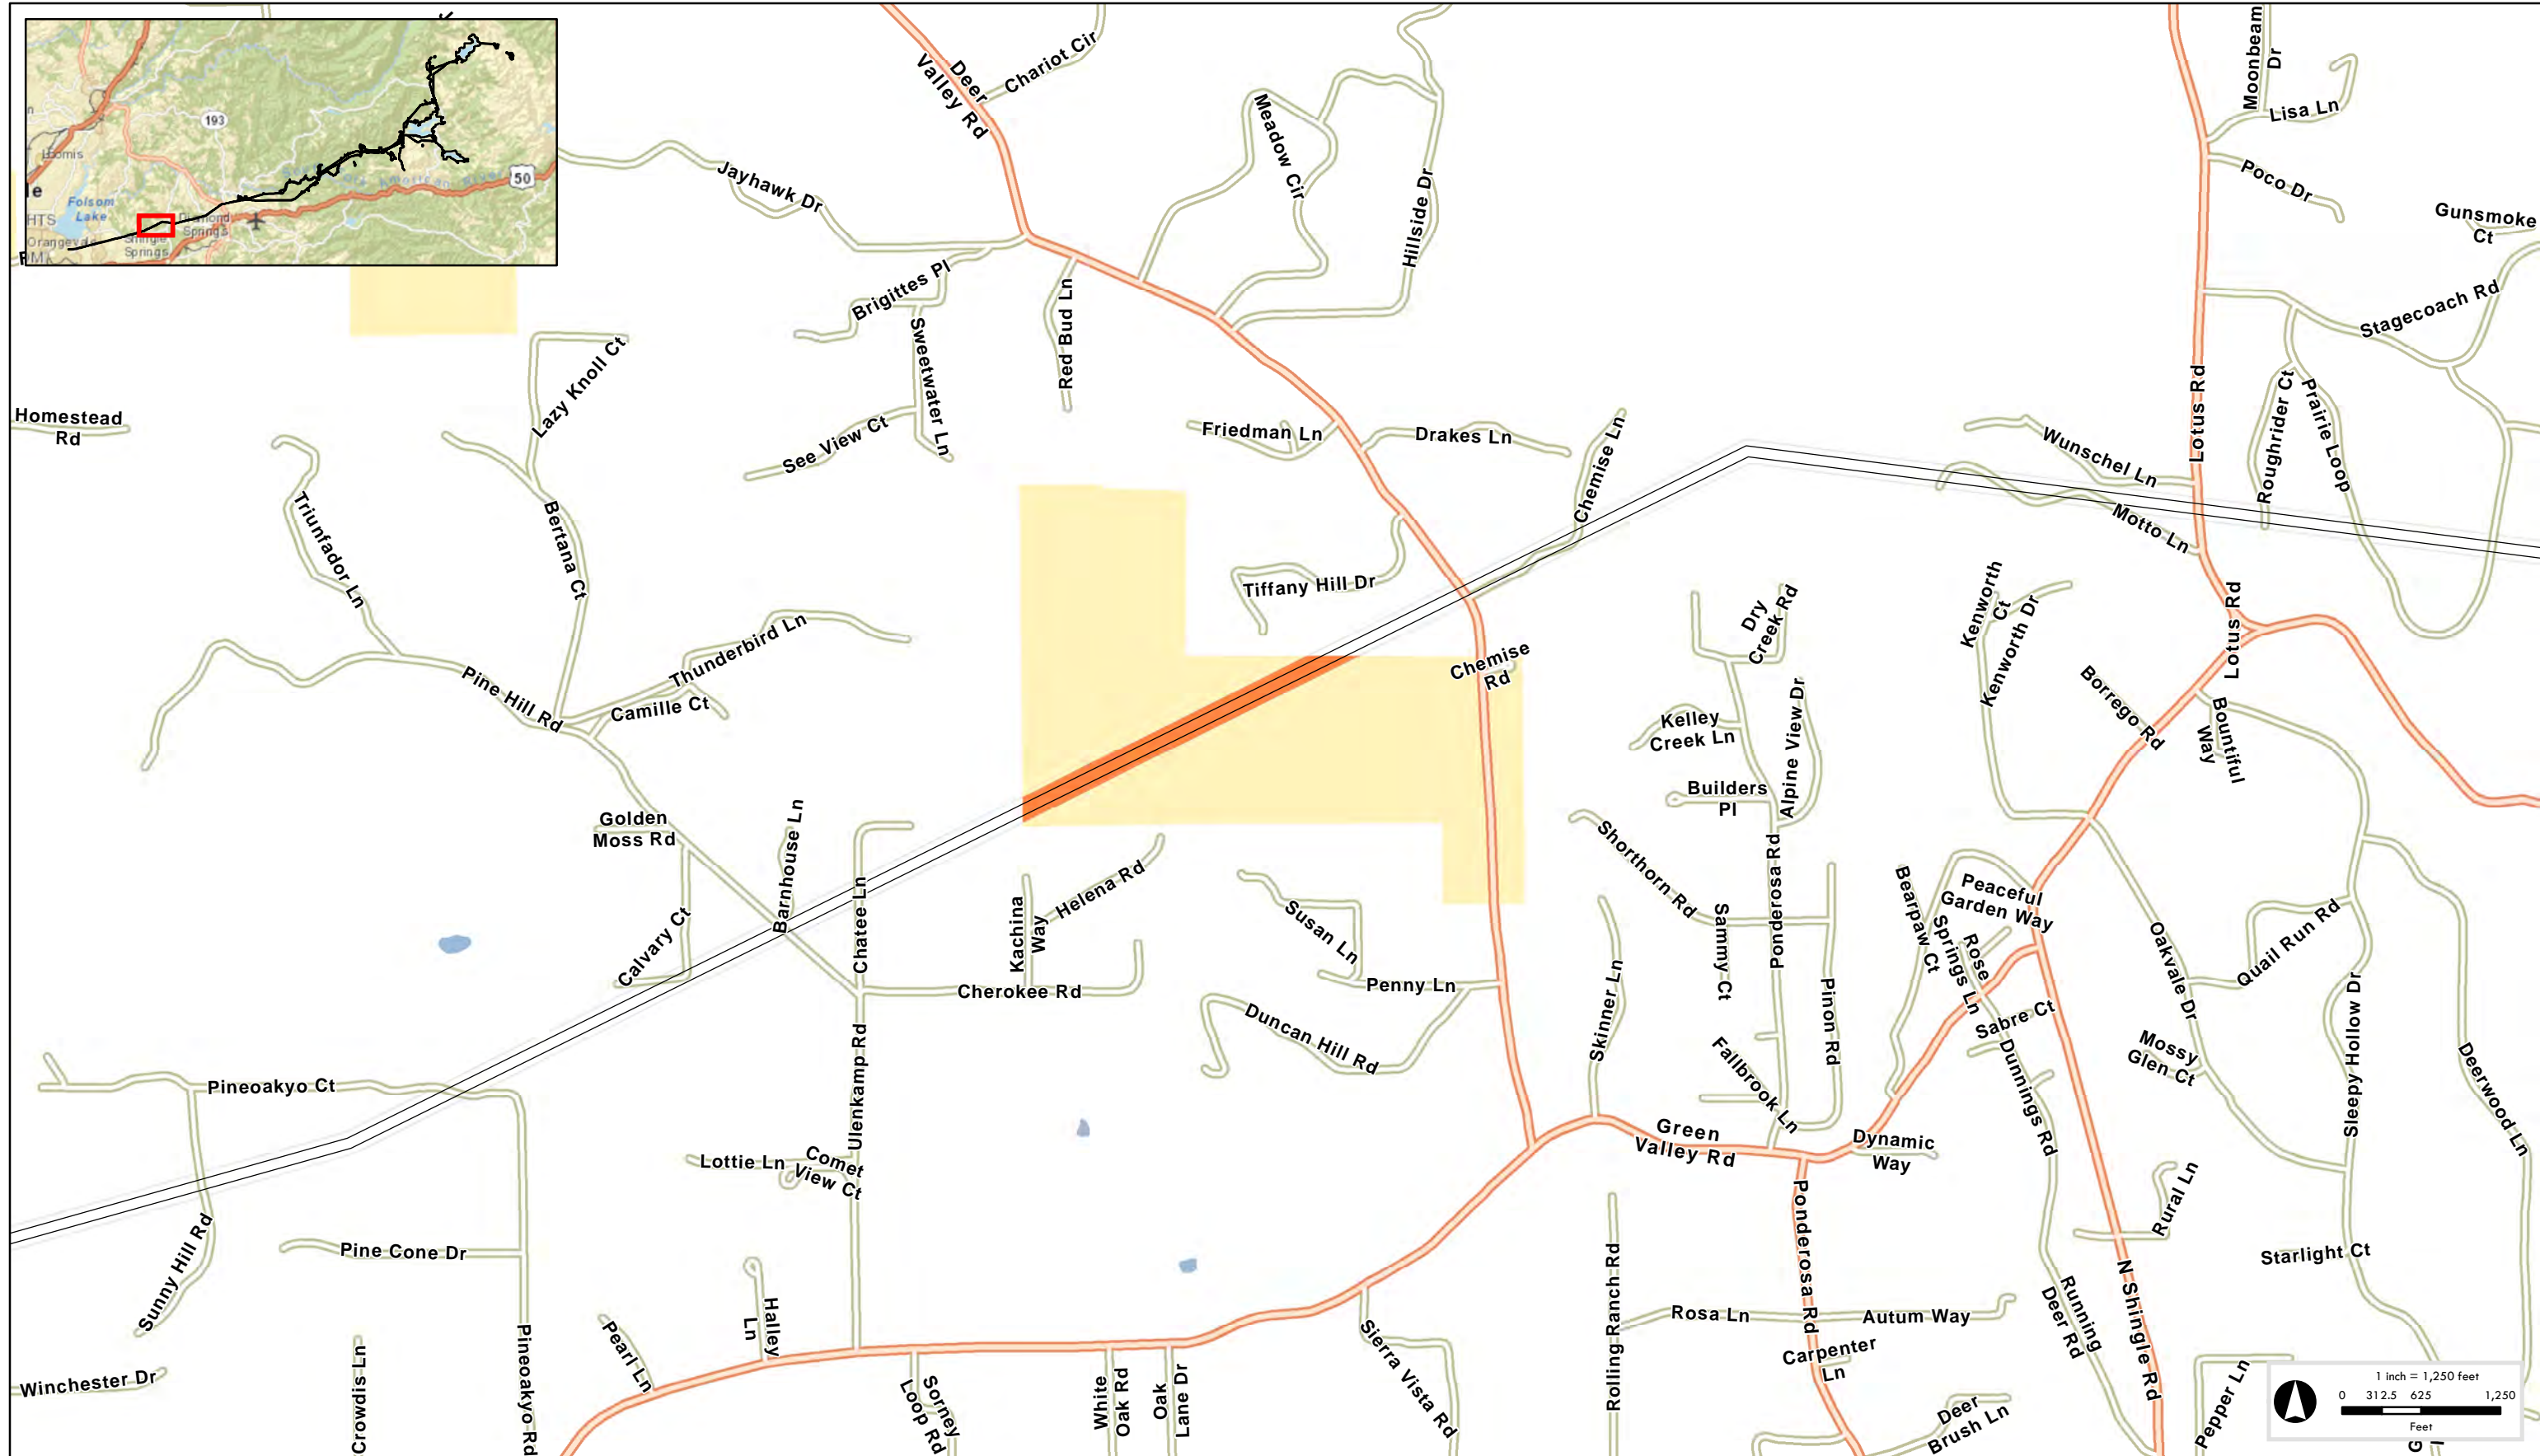 193
Loomis
50
Folsom
Lake
HTS
Orangevale
Diamond
Springs
Shingle
Springs
Deer
Valley Rd
Chariot Cir
Moonbeam
Dr
Lisa Ln
Poco Dr
Gunsmoke
Ct
Jayhawk Dr
Meadow Cir
Hillside Dr
Brigittes Pl
Sweetwater Ln
Red Bud Ln
Stagecoach Rd
Lazy Knoll Ct
Homestead
Rd
See View Ct
Friedman Ln
Drakes Ln
Chemise Ln
Wunschel Ln
Lotus Rd
Roughrider Ct
Prairie Loop
Motto Ln
Triunfador Ln
Bertana Ct
Tiffany Hill Dr
Thunderbird Ln
Camille Ct
Pine Hill Rd
Chemise
Rd
Dry
Creek Rd
Kenworth
Ct
Kenworth Dr
Lotus Rd
Borrego Rd
Bountiful
Way
Kelley
Creek Ln
Alpine View Dr
Builders
Pl
Golden
Moss Rd
Barnhouse Ln
Chatee Ln
Calvary Ct
Kachina
Way
Helena Rd
Susan Ln
Shorthorn Rd
Sammy Ct
Ponderosa Rd
Pinon Rd
Bearpaw Ct
Peaceful
Garden Way
Rose
Springs Ln
Oakvale Dr
Quail Run Rd
Cherokee Rd
Penny Ln
Duncan Hill Rd
Skinner Ln
Sabre Ct
Dunnings Rd
Mossy
Glen Ct
Sleepy Hollow Dr
Deerwood Ln
Pineoakyo Ct
Ulenkamp Rd
Fallbrook Ln
Green
Valley Rd
Dynamic
Way
Lottie Ln
Comet
View Ct
Rural Ln
Sunny Hill Rd
Pine Cone Dr
Ponderosa Rd
Starlight Ct
Rolling Ranch Rd
Rosa Ln
Autum Way
Running
Deer Rd
N Shingle Rd
Pearl Ln
Halley
Ln
Sierra Vista Rd
Carpenter
Ln
Winchester Dr
Crowdis Ln
Pineoakyo Rd
Sorney
Loop Rd
White
Oak Rd
Oak
Lane Dr
Deer
Brush Ln
Pepper Ln
1 inch = 1,250 feet
0 312.5 625 1,250
Feet